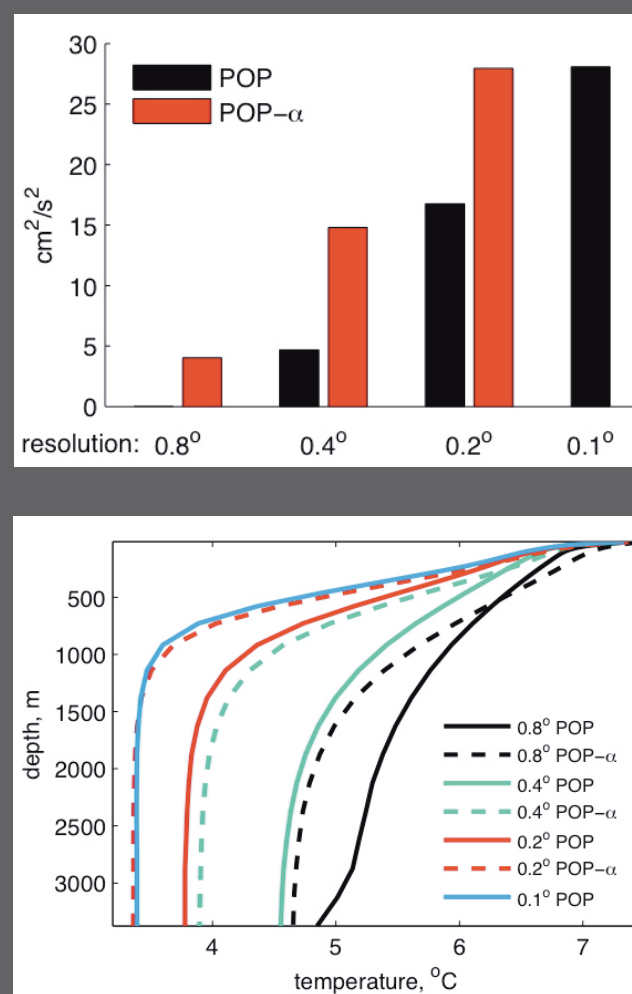 30
25
20
15
10
5
0
cm²/s²
POP
POP−α
resolution: 0.8° 0.4° 0.2° 0.1°
500
1000
1500
2000
2500
3000
depth, m
0.8° POP
0.8° POP−α
0.4° POP
0.4° POP−α
0.2° POP
0.2° POP−α
0.1° POP
4 5 6 7
temperature, °C